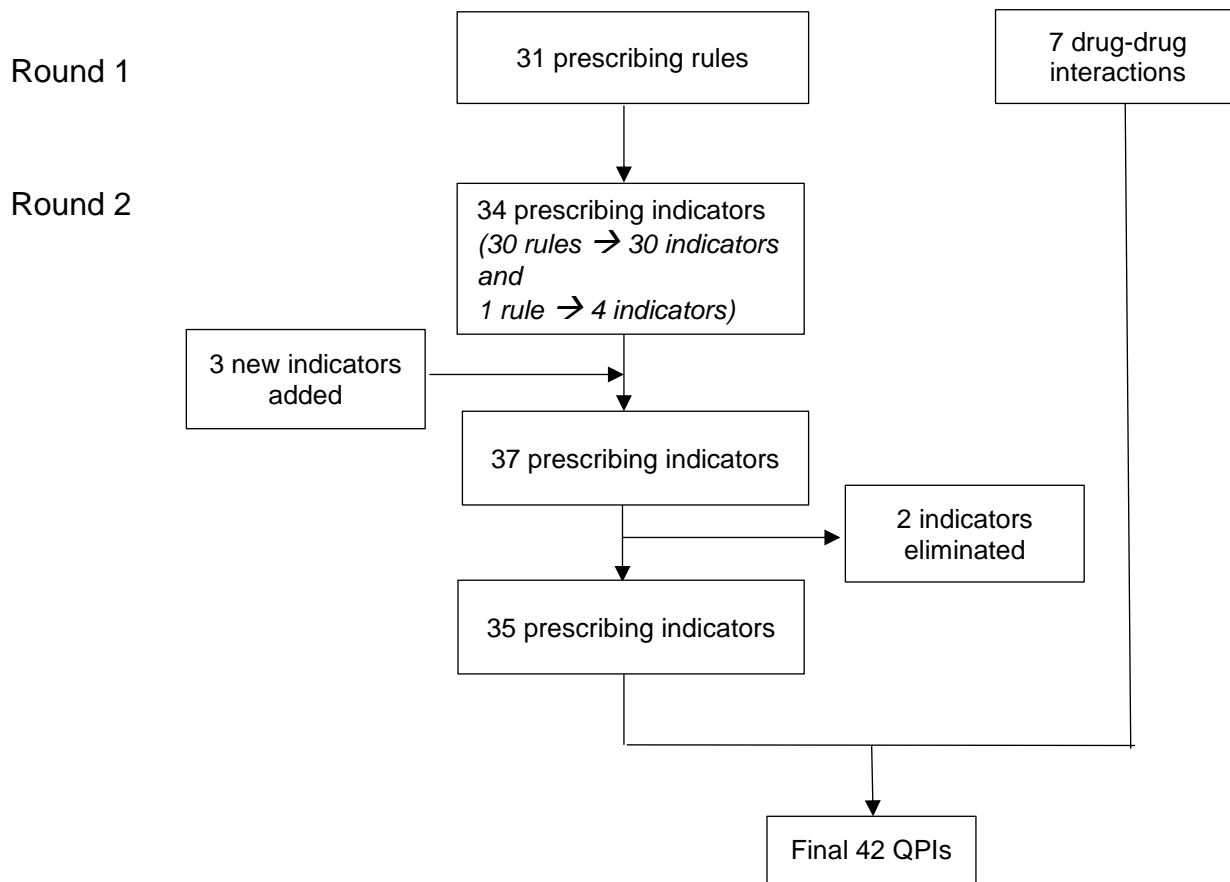 Round 1
31 prescribing rules
7 drug-drug
interactions
Round 2
34 prescribing indicators
(30 rules → 30 indicators
and
1 rule → 4 indicators)
3 new indicators
added
37 prescribing indicators
2 indicators
eliminated
35 prescribing indicators
Final 42 QPIs